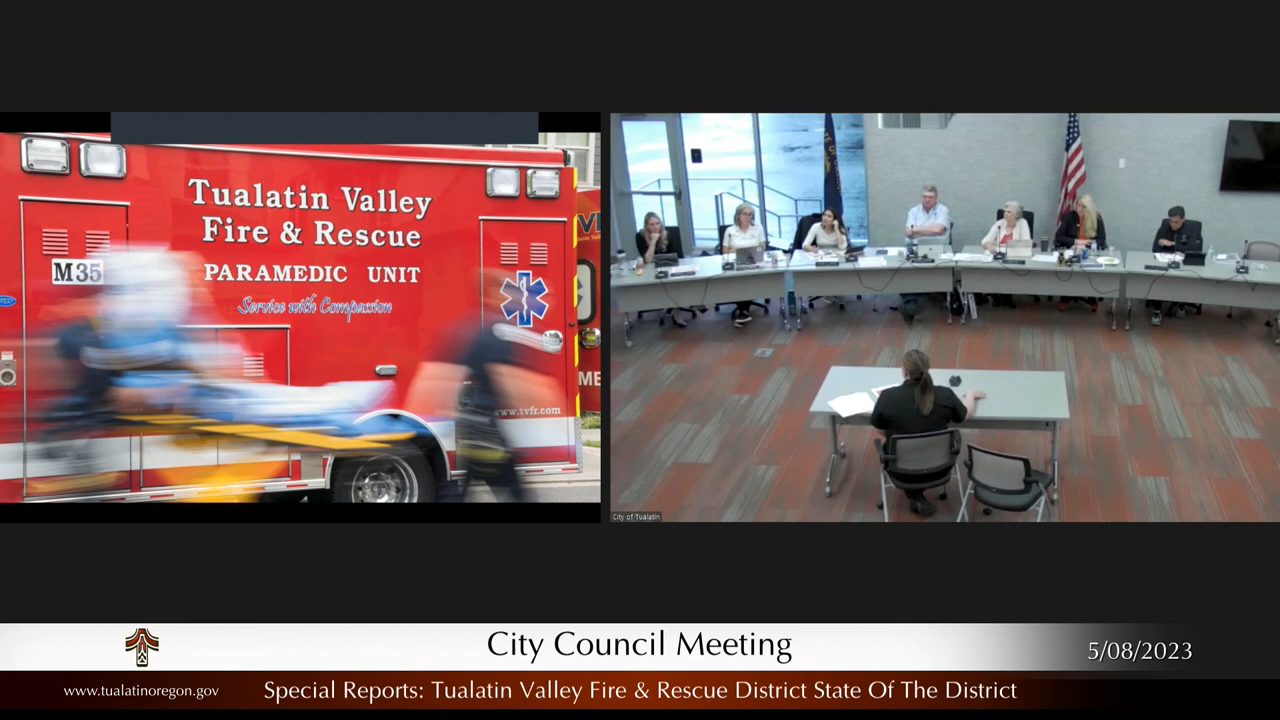 Tualatin Valley
Fire & Rescue
PARAMEDIC UNIT
Service with Compassion
M35
www.tvfr.com
City of Tualatin
City Council Meeting
5/08/2023
www.tualatinoregon.gov
Special Reports: Tualatin Valley Fire & Rescue District State Of The District